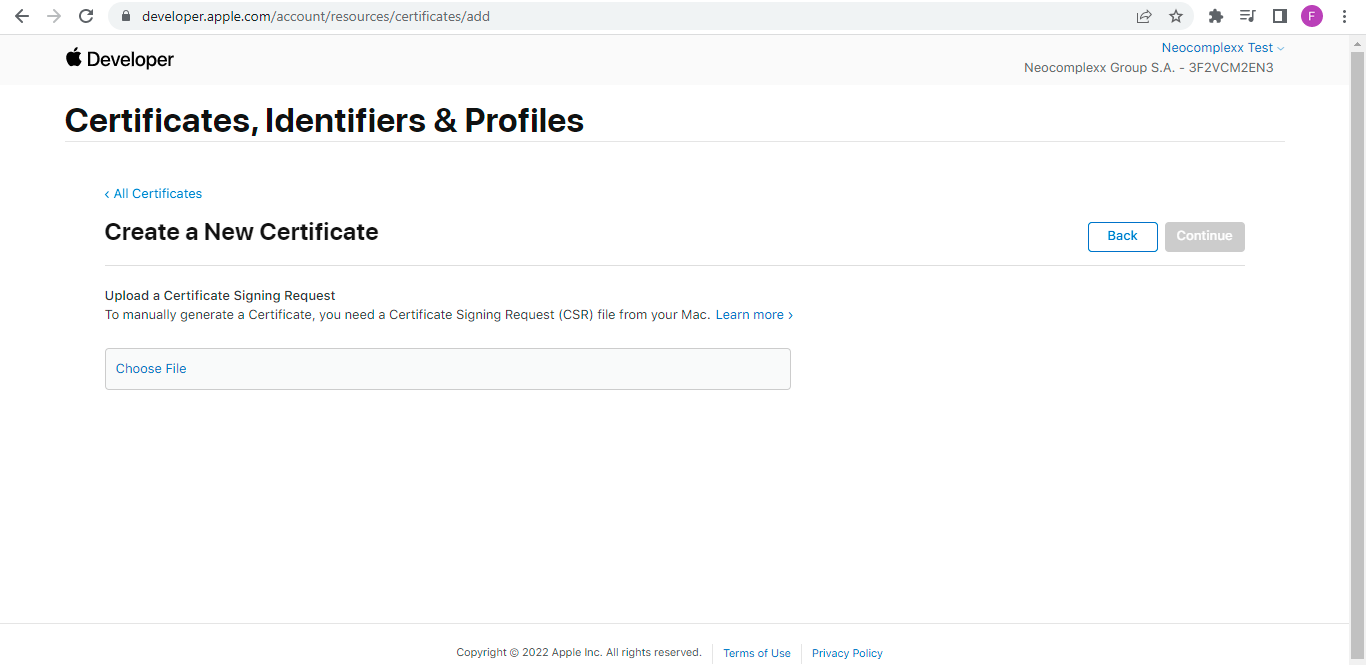 developer.apple.com/account/resources/certificates/add
F
Developer
Neocomplexx Test
Neocomplexx Group S.A. - 3F2VCM2EN3
Certificates, Identifiers & Profiles
‹ All Certificates
Create a New Certificate
Back
Continue
Upload a Certificate Signing Request
To manually generate a Certificate, you need a Certificate Signing Request (CSR) file from your Mac. Learn more ›
Choose File
Copyright © 2022 Apple Inc. All rights reserved. Terms of Use Privacy Policy